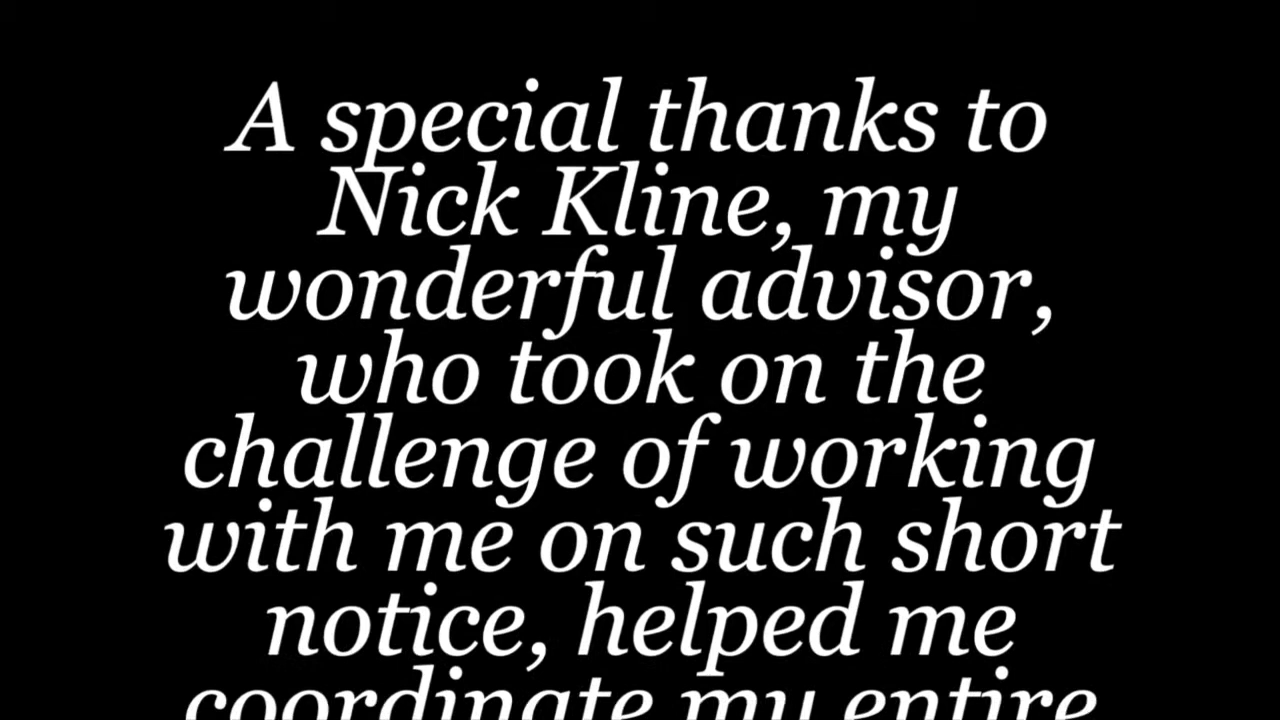 A special thanks to
Nick Kline, my
wonderful advisor,
who took on the
challenge of working
with me on such short
notice, helped me
coordinate my entire